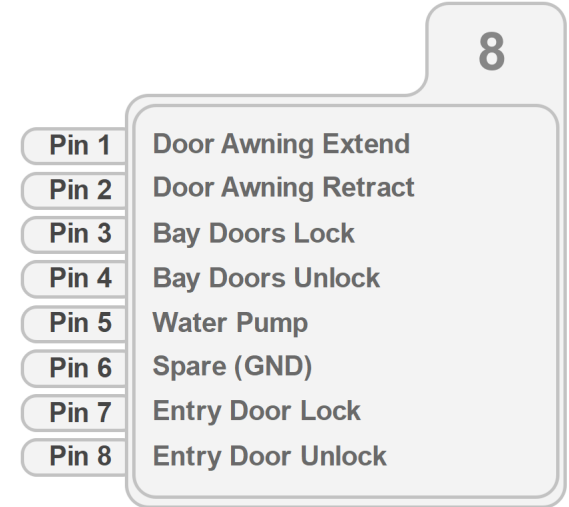 8
Pin 1 Door Awning Extend
Pin 2 Door Awning Retract
Pin 3 Bay Doors Lock
Pin 4 Bay Doors Unlock
Pin 5 Water Pump
Pin 6 Spare (GND)
Pin 7 Entry Door Lock
Pin 8 Entry Door Unlock